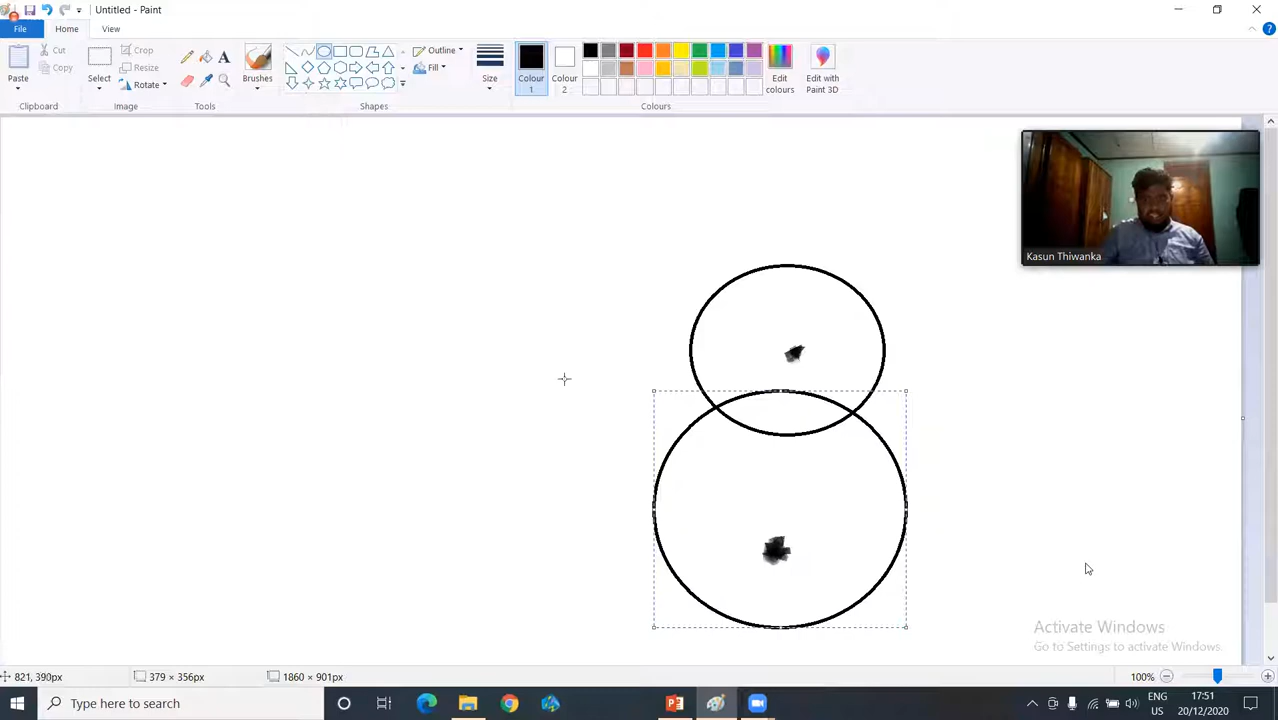 Untitled - Paint
File
Home
View
Paste
Cut
Copy
Clipboard
Select
Crop
Resize
Rotate
Image
A
Tools
Brushes
Outline
Fill
Shapes
Size
Colour
1
Colour
2
Edit
colours
Colours
Edit with
Paint 3D
Kasun Thiwanka
Activate Windows
Go to Settings to activate Windows.
821, 390px
379 × 356px
1860 × 901px
100%
Type here to search
ENG
US
17:51
20/12/2020